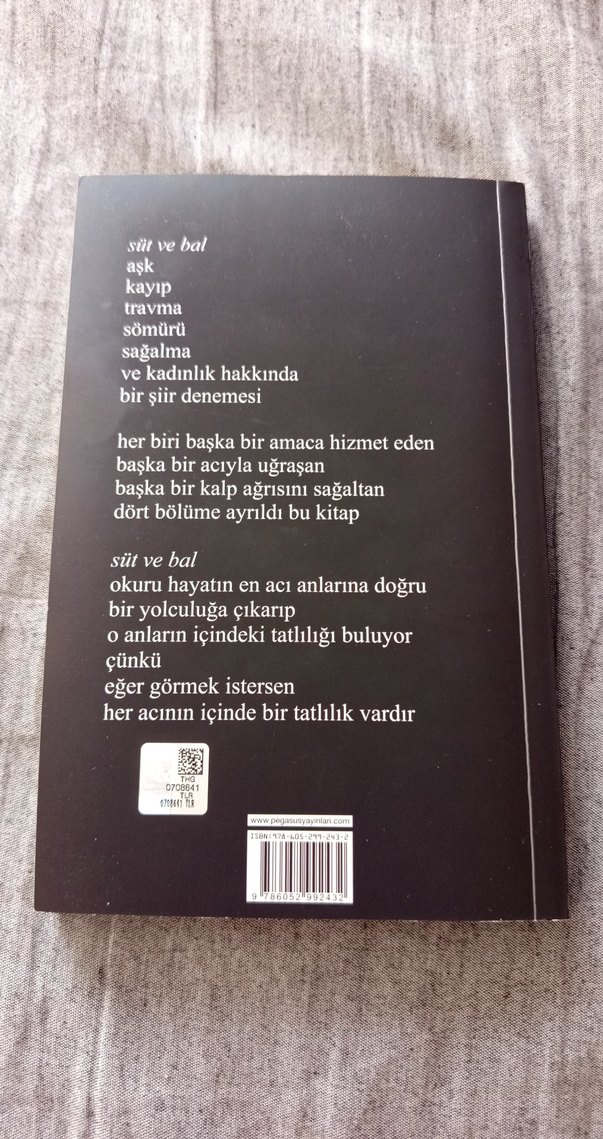 süt ve bal
aşk
kayıp
travma
sömürü
sağalma
ve kadınlık hakkında
bir şiir denemesi
her biri başka bir amaca hizmet eden
başka bir acıyla uğraşan
başka bir kalp ağrısını sağaltan
dört bölüme ayrıldı bu kitap
süt ve bal
okuru hayatın en acı anlarına doğru
bir yolculuğa çıkarıp
o anların içindeki tatlılığı buluyor
çünkü
eğer görmek istersen
her acının içinde bir tatlılık vardır
THG
0708641
TLR
0708641 TLR
www.pegasusyayinlari.com
ISBN:978-605-299-243-2
9 786052 992432